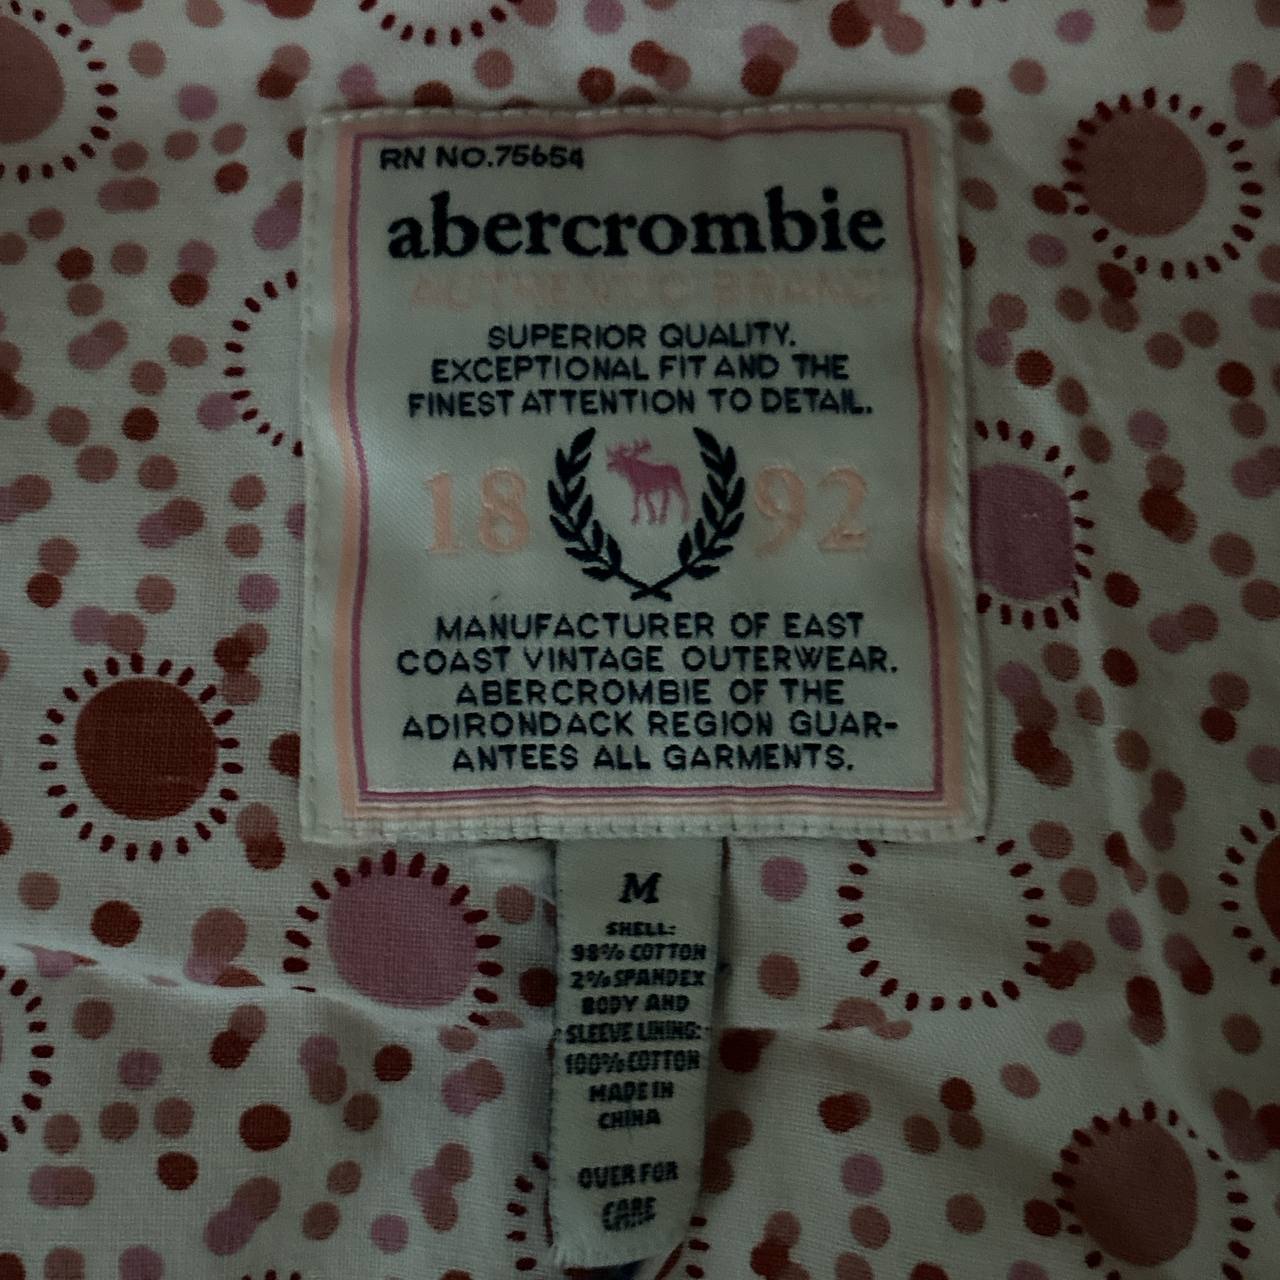 RN NO.75654
abercrombie
SUPERIOR QUALITY.
EXCEPTIONAL FIT AND THE
FINEST ATTENTION TO DETAIL.
18 92
MANUFACTURER OF EAST
COAST VINTAGE OUTERWEAR.
ABERCROMBIE OF THE
ADIRONDACK REGION GUAR-
ANTEES ALL GARMENTS.
M
SHELL:
98% COTTON
2% SPANDEX
BODY AND
SLEEVE LINING:
100% COTTON
MADE IN
CHINA
OVER FOR
CARE